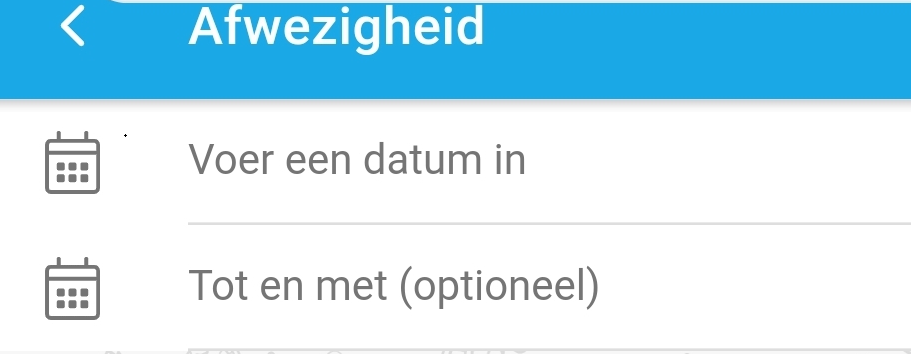 Afwezigheid
Voer een datum in
Tot en met (optioneel)